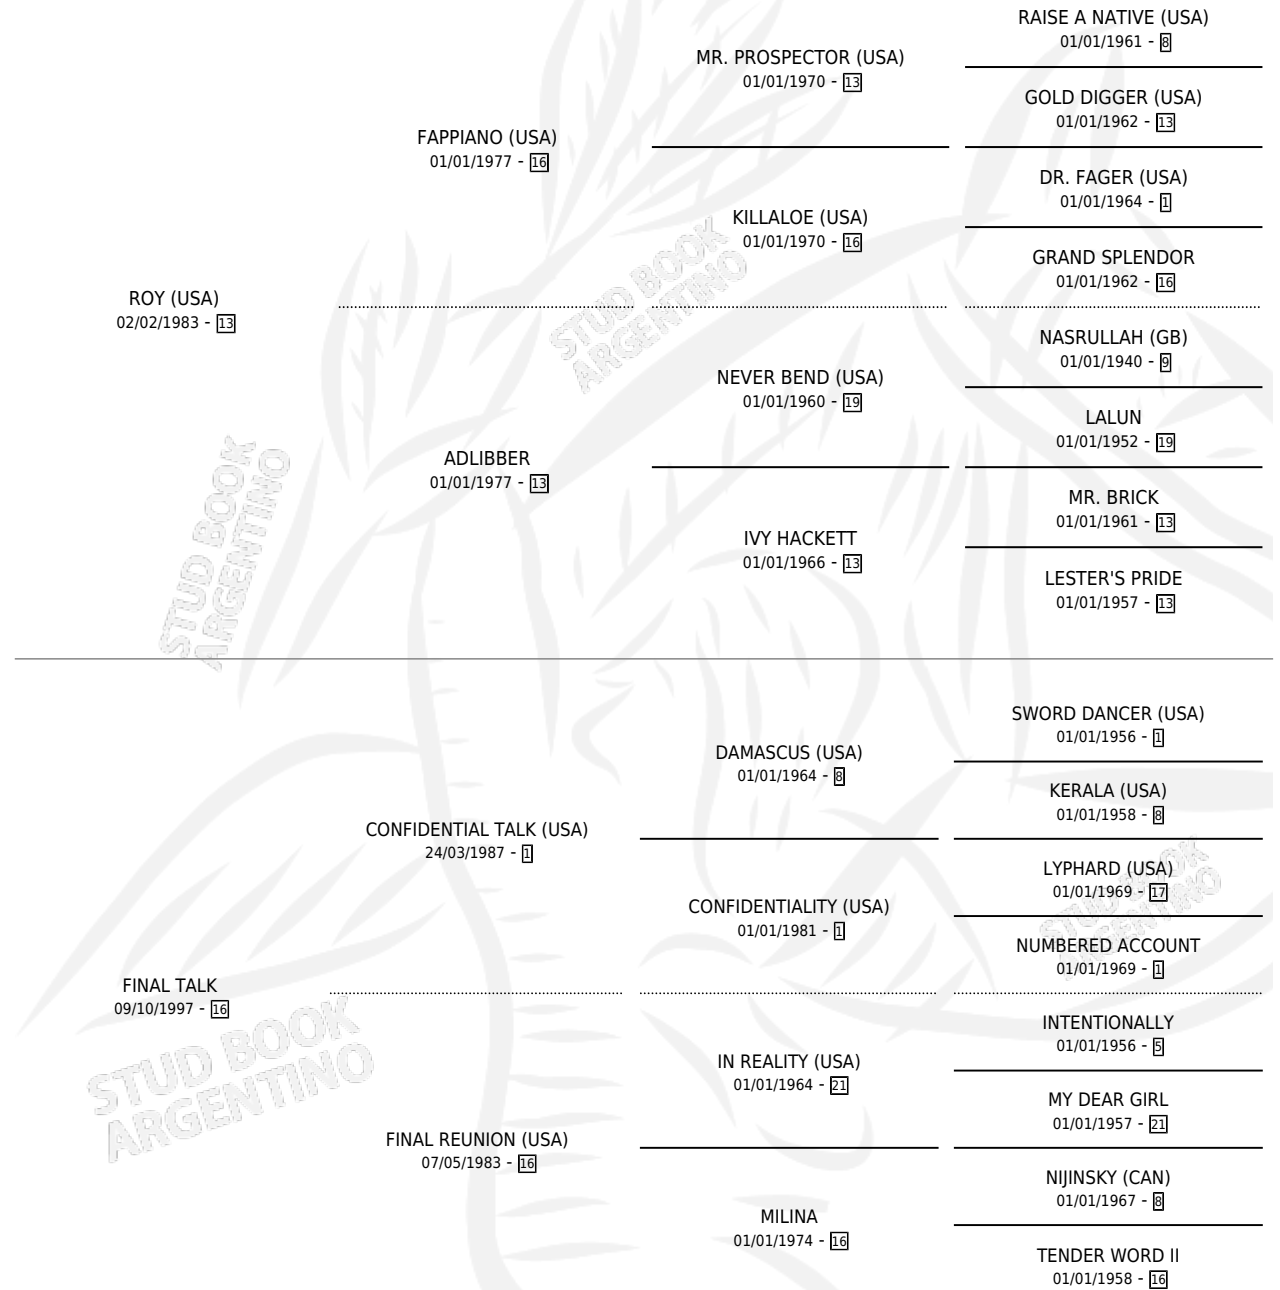 RAISE A NATIVE (USA)
01/01/1961 - 8
MR. PROSPECTOR (USA)
01/01/1970 - 13
GOLD DIGGER (USA)
01/01/1962 - 13
FAPPIANO (USA)
01/01/1977 - 16
DR. FAGER (USA)
01/01/1964 - 1
KILLALOE (USA)
01/01/1970 - 16
GRAND SPLENDOR
01/01/1962 - 16
ROY (USA)
02/02/1983 - 13
STUD BOOK
ARGENTINO
NASRULLAH (GB)
01/01/1940 - 9
NEVER BEND (USA)
01/01/1960 - 19
LALUN
01/01/1952 - 19
ADLIBBER
01/01/1977 - 13
MR. BRICK
01/01/1961 - 13
IVY HACKETT
01/01/1966 - 13
LESTER'S PRIDE
01/01/1957 - 13
STUD BOOK
ARGENTINO
SWORD DANCER (USA)
01/01/1956 - 1
DAMASCUS (USA)
01/01/1964 - 8
KERALA (USA)
01/01/1958 - 8
CONFIDENTIAL TALK (USA)
24/03/1987 - 1
LYPHARD (USA)
01/01/1969 - 17
CONFIDENTIALITY (USA)
01/01/1981 - 1
STUD BOOK
ARGENTINO
NUMBERED ACCOUNT
01/01/1969 - 1
FINAL TALK
09/10/1997 - 16
INTENTIONALLY
01/01/1956 - 5
IN REALITY (USA)
01/01/1964 - 21
MY DEAR GIRL
01/01/1957 - 21
STUD BOOK
ARGENTINO
FINAL REUNION (USA)
07/05/1983 - 16
NIJINSKY (CAN)
01/01/1967 - 8
MILINA
01/01/1974 - 16
TENDER WORD II
01/01/1958 - 16